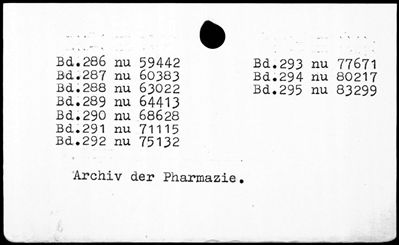 Bd.286 nu 59442
Bd.287 nu 60383
Bd.288 nu 63022
Bd.289 nu 64413
Bd.290 nu 68628
Bd.291 nu 71115
Bd.292 nu 75132
Bd.293 nu 77671
Bd.294 nu 80217
Bd.295 nu 83299
Archiv der Pharmazie.